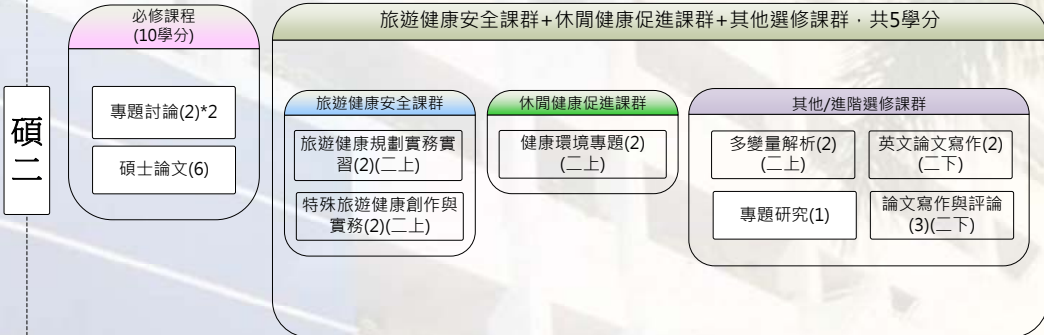 碩二
必修課程
(10學分)
專題討論(2)*2
碩士論文(6)
旅遊健康安全課群+休閒健康促進課群+其他選修課群，共5學分
旅遊健康安全課群
旅遊健康規劃實務實
習(2)(二上)
特殊旅遊健康創作與
實務(2)(二上)
休閒健康促進課群
健康環境專題(2)
(二上)
其他/進階選修課群
多變量解析(2)
(二上)
英文論文寫作(2)
(二下)
專題研究(1)
論文寫作與評論
(3)(二下)